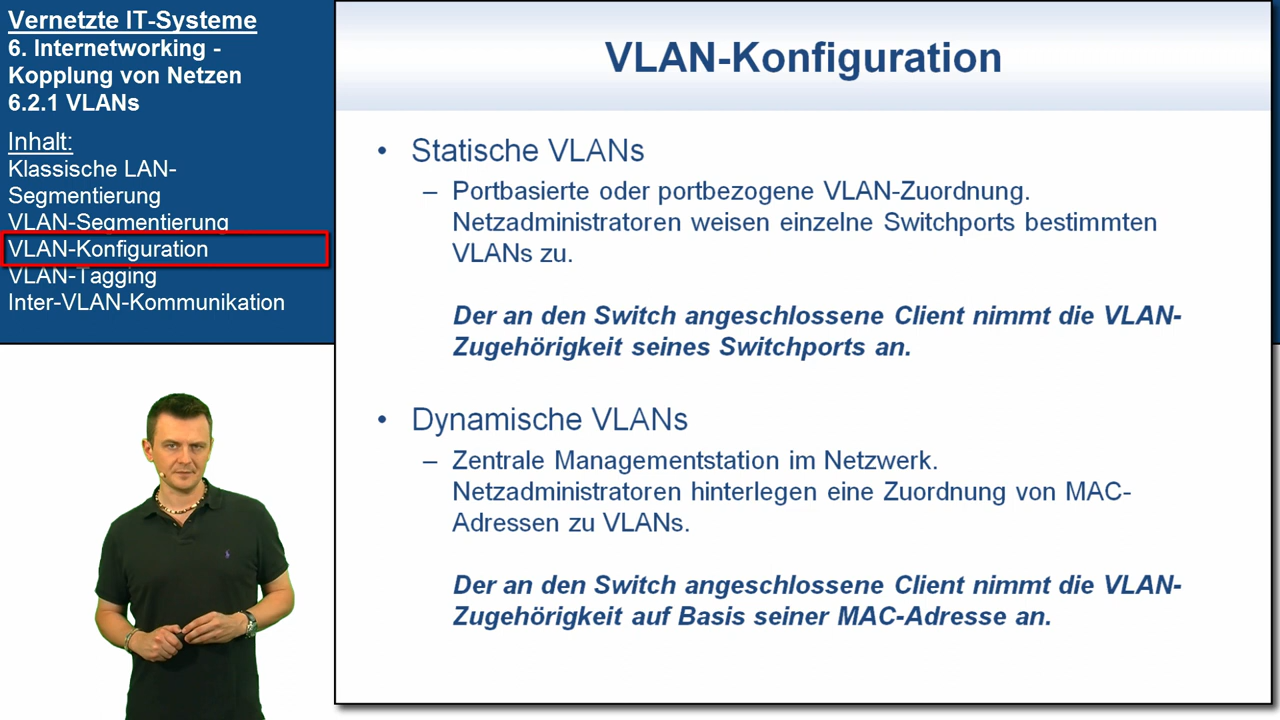 Vernetzte IT-Systeme
6. Internetworking -
Kopplung von Netzen
6.2.1 VLANs
Inhalt:
Klassische LAN-
Segmentierung
VLAN-Segmentierung
VLAN-Konfiguration
VLAN-Tagging
Inter-VLAN-Kommunikation
VLAN-Konfiguration
• Statische VLANs
– Portbasierte oder portbezogene VLAN-Zuordnung.
Netzadministratoren weisen einzelne Switchports bestimmten
VLANs zu.
Der an den Switch angeschlossene Client nimmt die VLAN-
Zugehörigkeit seines Switchports an.
• Dynamische VLANs
– Zentrale Managementstation im Netzwerk.
Netzadministratoren hinterlegen eine Zuordnung von MAC-
Adressen zu VLANs.
Der an den Switch angeschlossene Client nimmt die VLAN-
Zugehörigkeit auf Basis seiner MAC-Adresse an.